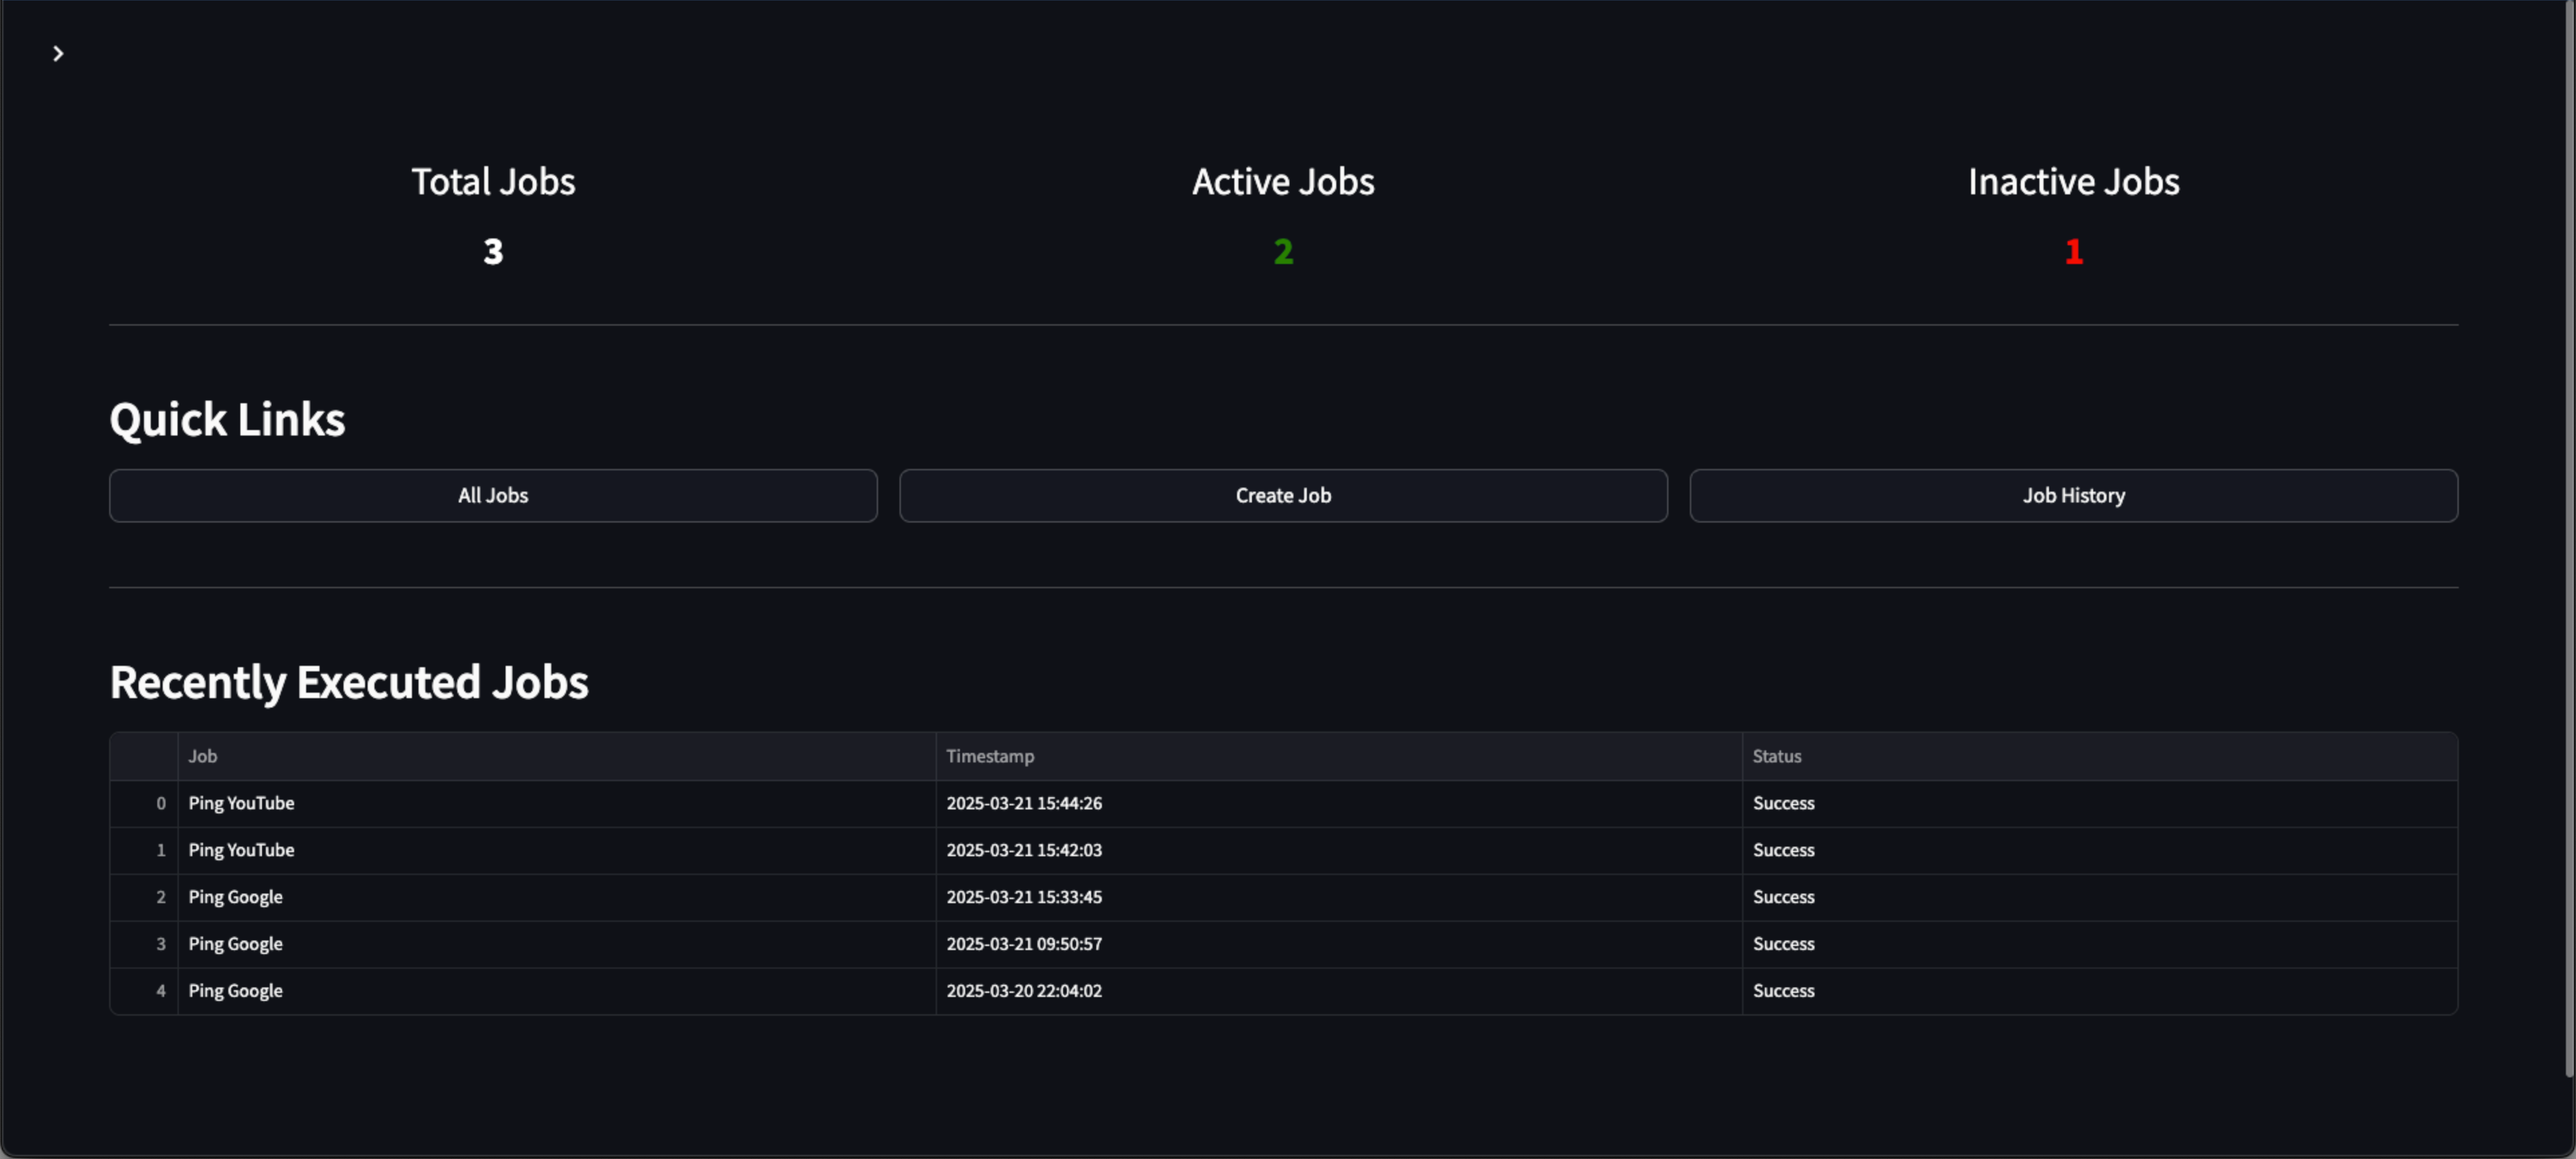 Total Jobs Active Jobs Inactive Jobs
3 2 1
Quick Links
All Jobs Create Job Job History
Recently Executed Jobs
Job Timestamp Status
0 Ping YouTube 2025-03-21 15:44:26 Success
1 Ping YouTube 2025-03-21 15:42:03 Success
2 Ping Google 2025-03-21 15:33:45 Success
3 Ping Google 2025-03-21 09:50:57 Success
4 Ping Google 2025-03-20 22:04:02 Success